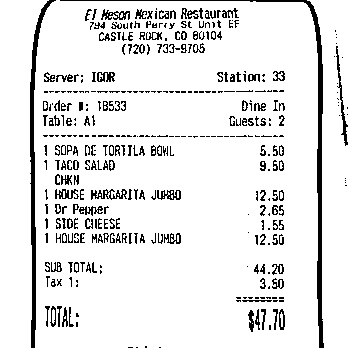 El Meson Mexican Restaurant
794 South Perry St Unit EF
CASTLE ROCK, CO 80104
(720) 733-9705
Server: IGOR Station: 33
Order #: 18533 Dine In
Table: A1 Guests: 2
1 SOPA DE TORTILA BOWL 5.50
1 TACO SALAD 9.50
CHKN
1 HOUSE MARGARITA JUMBO 12.50
1 Dr Pepper 2.65
1 SIDE CHEESE 1.55
1 HOUSE MARGARITA JUMBO 12.50
SUB TOTAL: 44.20
Tax 1: 3.50
========
TOTAL: $47.70